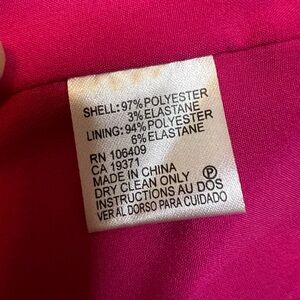 SHELL: 97% POLYESTER
3% ELASTANE
LINING: 94% POLYESTER
6% ELASTANE
RN 106409
CA 19371
MADE IN CHINA
DRY CLEAN ONLY Ⓟ
INSTRUCTIONS AU DOS
VER AL DORSO PARA CUIDADO